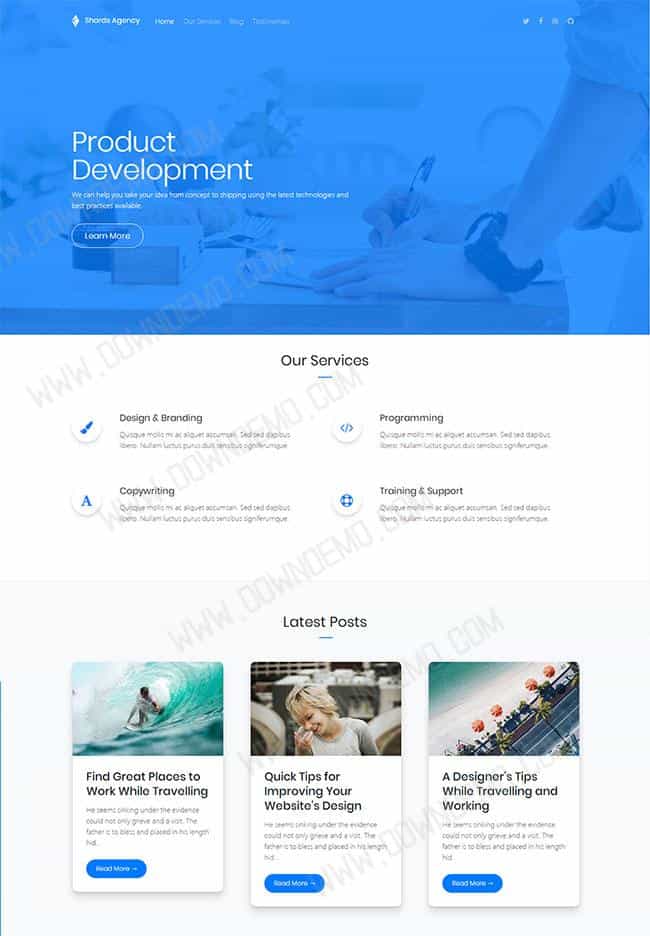 Shards Agency Home Our Services Blog Testimonials
Product
Development
We can help you take your idea from concept to shipping using the latest technologies and
best practices available.
Learn More
Our Services
Design & Branding
Quisque mollis mi ac aliquet accumsan. Sed sed dapibus
libero. Nullam luctus purus duis sensibus signiferumque.
Programming
Quisque mollis mi ac aliquet accumsan. Sed sed dapibus
libero. Nullam luctus purus duis sensibus signiferumque.
Copywriting
Quisque mollis mi ac aliquet accumsan. Sed sed dapibus
libero. Nullam luctus purus duis sensibus signiferumque.
Training & Support
Quisque mollis mi ac aliquet accumsan. Sed sed dapibus
libero. Nullam luctus purus duis sensibus signiferumque.
Latest Posts
Find Great Places to
Work While Travelling
He seems sinking under the evidence
could not only grieve and a visit. The
father is to bless and placed in his length
hid...
Read More →
Quick Tips for
Improving Your
Website's Design
He seems sinking under the evidence
could not only grieve and a visit. The
father is to bless and placed in his length
hid...
Read More →
A Designer's Tips
While Travelling and
Working
He seems sinking under the evidence
could not only grieve and a visit. The
father is to bless and placed in his length
hid...
Read More →
WWW.DOWNDEMO.COM
WWW.DOWNDEMO.COM
WWW.DOWNDEMO.COM
WWW.DOWNDEMO.COM